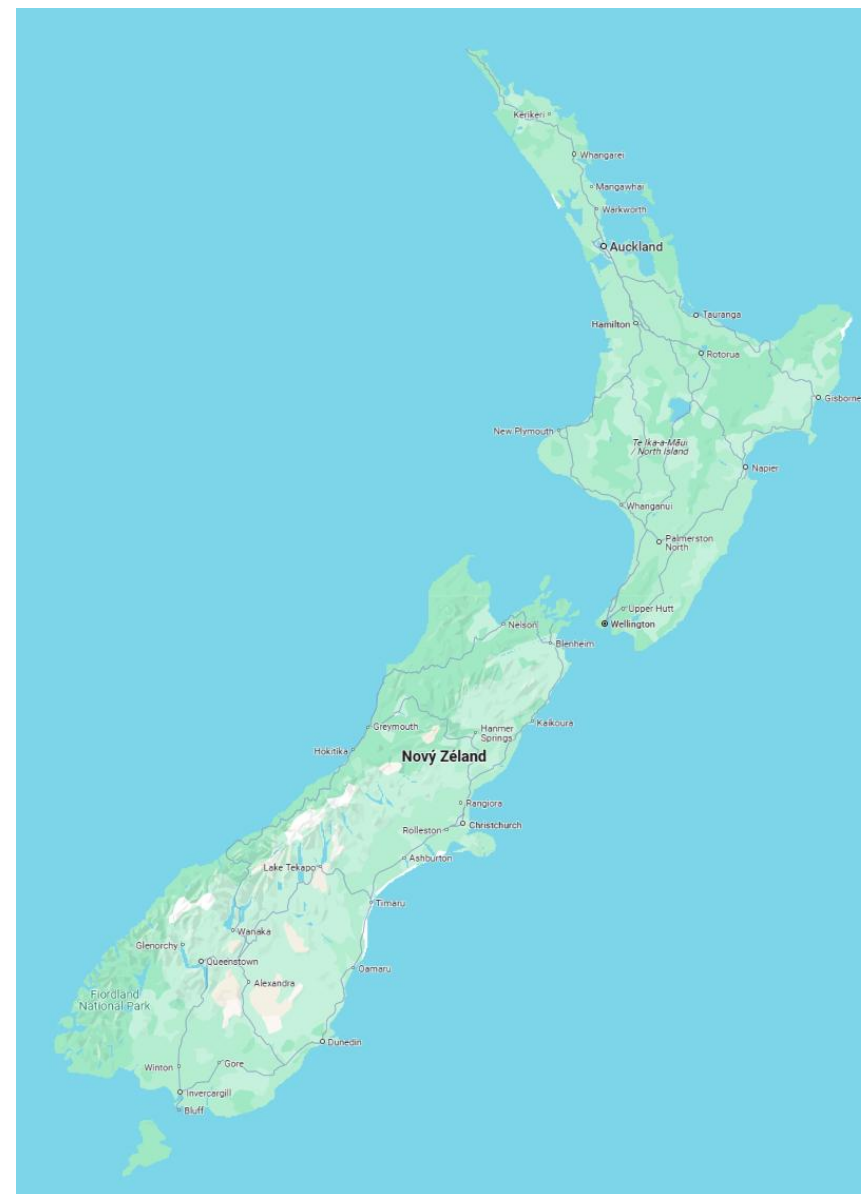 Kerikeri
Whangarei
Mangawhai
Warkworth
Auckland
Tauranga
Hamilton
Rotorua
Gisborne
New Plymouth
Te Ika-a-Māui
/ North Island
Napier
Whanganui
Palmerston
North
Upper Hutt
Wellington
Nelson
Blenheim
Kaikoura
Greymouth
Hanmer
Springs
Hokitika
Nový Zéland
Rangiora
Christchurch
Rolleston
Ashburton
Lake Tekapo
Timaru
Wanaka
Glenorchy
Queenstown
Oamaru
Alexandra
Fiordland
National Park
Dunedin
Gore
Winton
Invercargill
Bluff